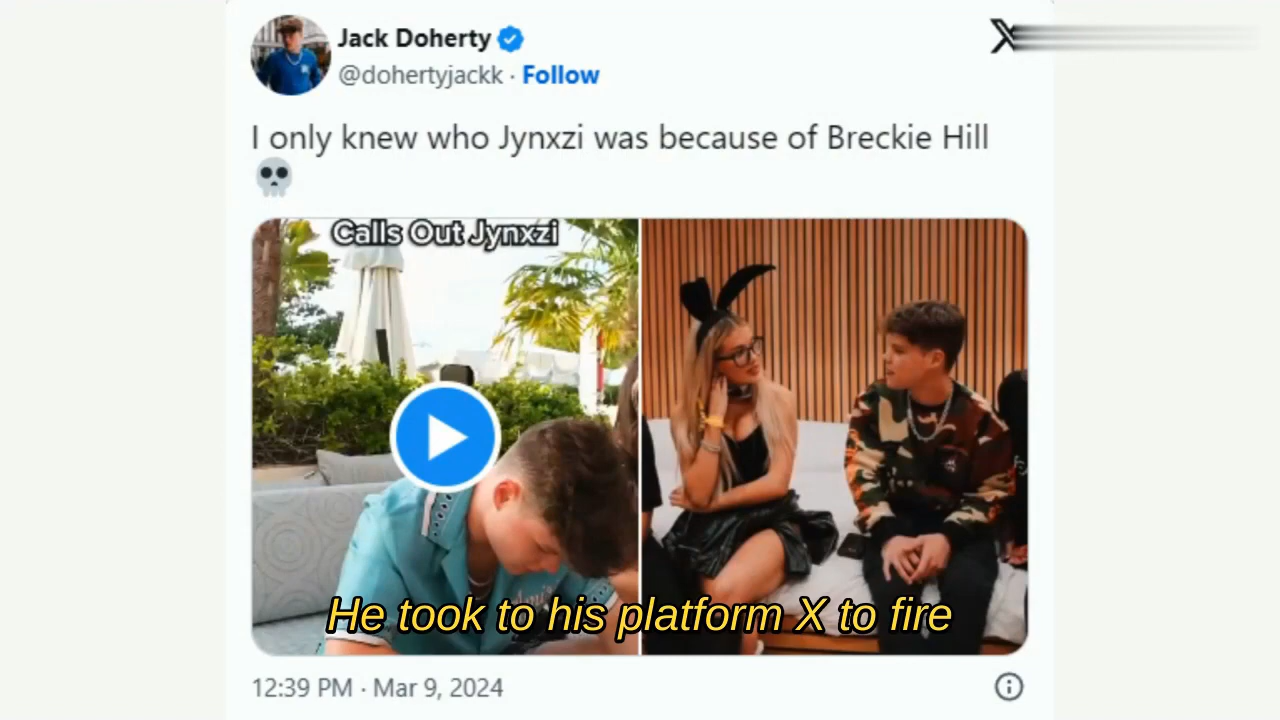 Jack Doherty
@dohertyjackk · Follow
I only knew who Jynxzi was because of Breckie Hill
💀
Calls Out Jynxzi
He took to his platform X to fire
12:39 PM · Mar 9, 2024